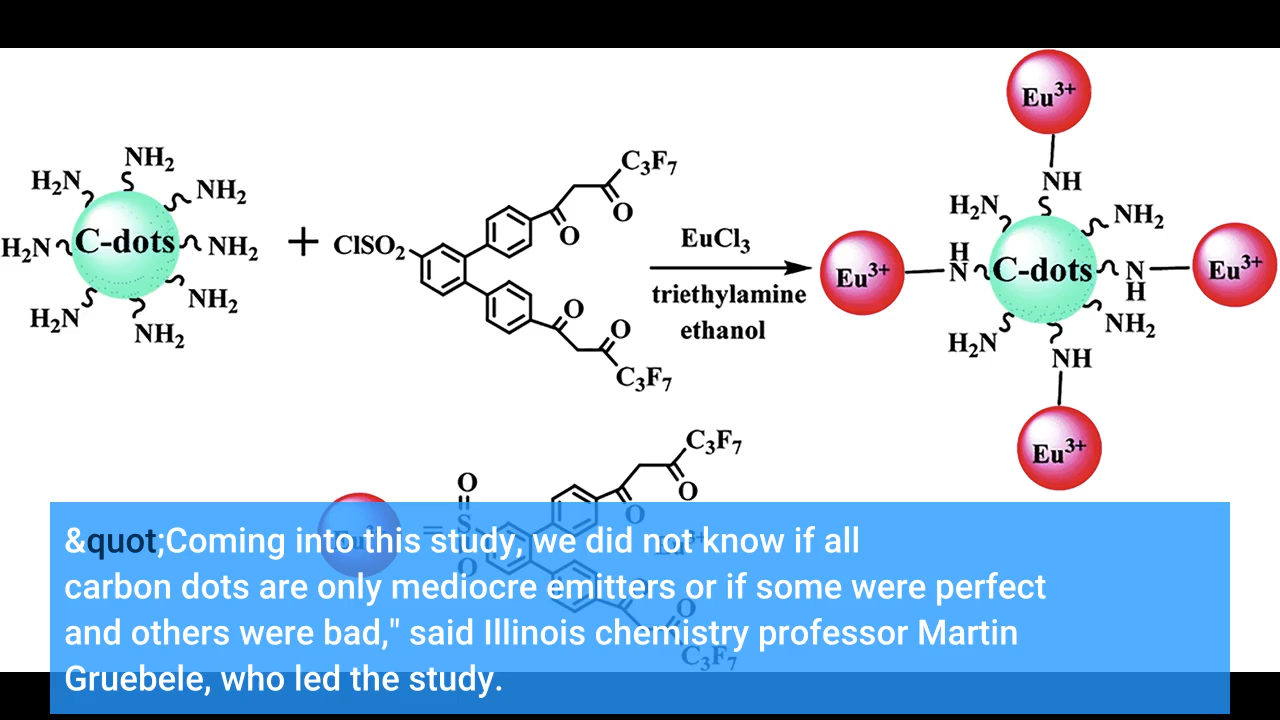 NH₂
H₂N
NH₂
H₂N
C-dots
NH₂
NH₂
H₂N
NH₂
+
ClSO₂
C₃F₇
O
O
O
O
C₃F₇
EuCl₃
triethylamine
ethanol
Eu³⁺
NH
H₂N
NH₂
Eu³⁺
H
N
C-dots
N
H
Eu³⁺
H₂N
NH₂
NH
Eu³⁺
C₃F₇
O
O
O
=
S
O
O
C₃F₇
&quot;Coming into this study, we did not know if all
carbon dots are only mediocre emitters or if some were perfect
and others were bad," said Illinois chemistry professor Martin
Gruebele, who led the study.